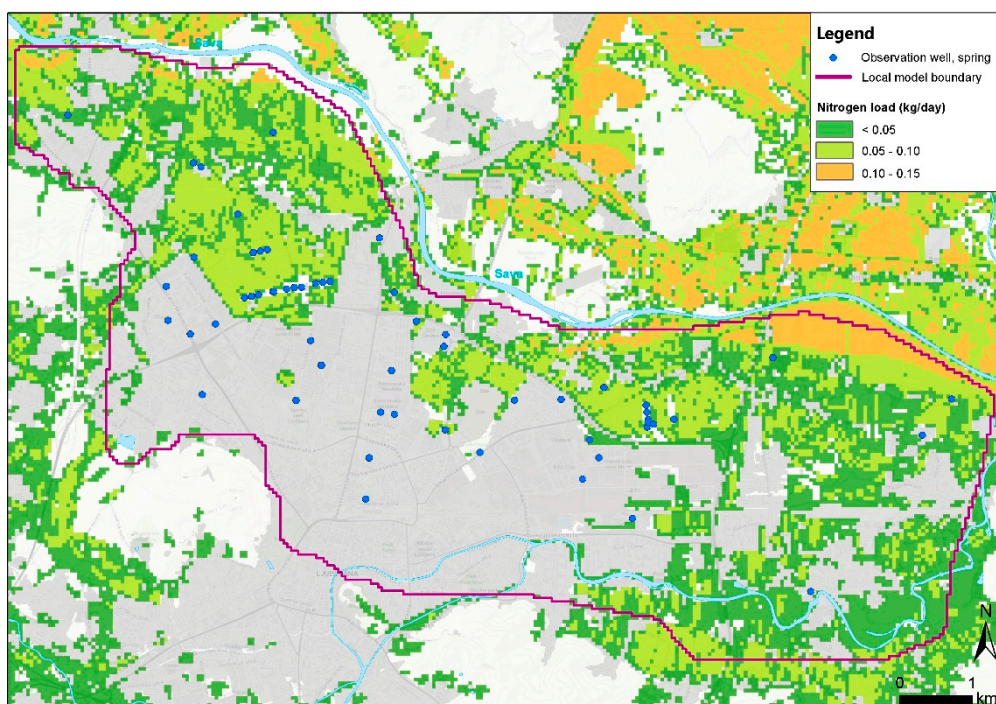 Sava
Legend
Observation well, spring
Local model boundary
Nitrogen load (kg/day)
< 0.05
0.05 - 0.10
0.10 - 0.15
Sava
N
0 1
km